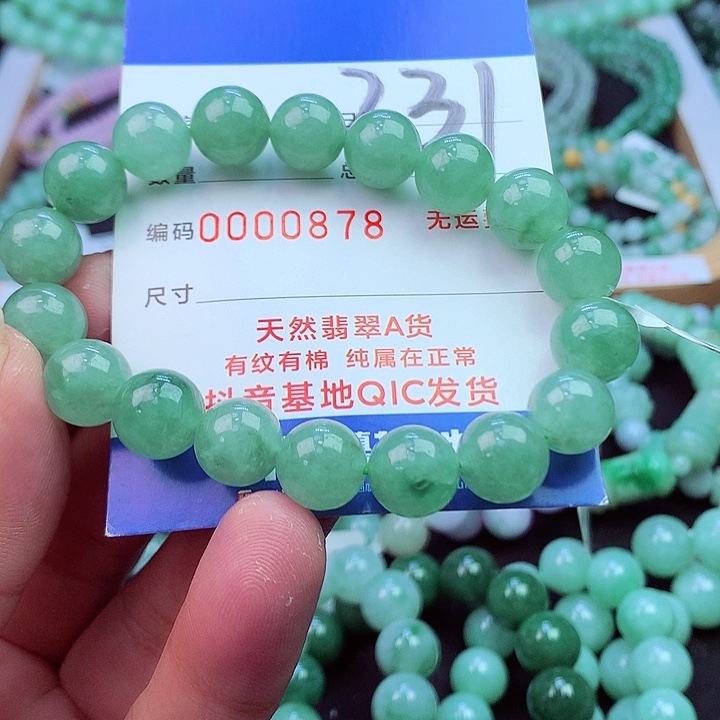 231
数量
编码0000878 无运
尺寸
天然翡翠A货
有纹有棉 纯属在正常
抖音基地QIC发货